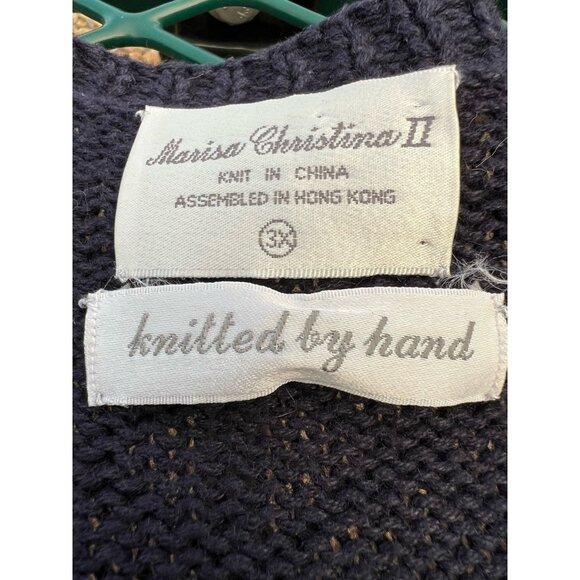 Marisa Christina II
KNIT IN CHINA
ASSEMBLED IN HONG KONG
3X
knitted by hand